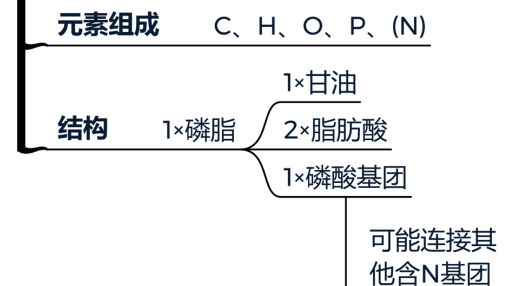 元素组成 C、H、O、P、(N)
1×甘油
结构 1×磷脂 2×脂肪酸
1×磷酸基团
可能连接其
他含N基团